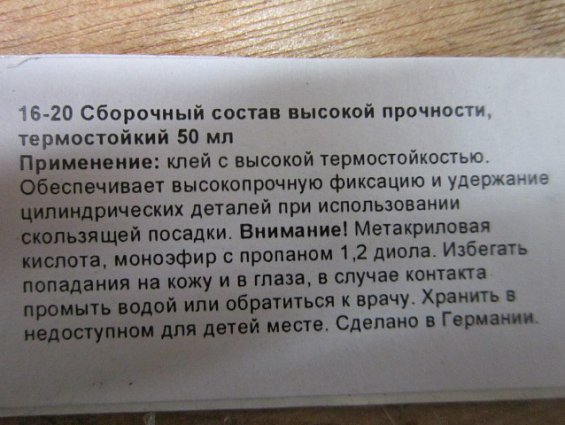 16-20 Сборочный состав высокой прочности,
термостойкий 50 мл
Применение: клей с высокой термостойкостью.
Обеспечивает высокопрочную фиксацию и удержание
цилиндрических деталей при использовании
скользящей посадки. Внимание! Метакриловая
кислота, моноэфир с пропаном 1,2 диола. Избегать
попадания на кожу и в глаза, в случае контакта
промыть водой или обратиться к врачу. Хранить в
недоступном для детей месте. Сделано в Германии.